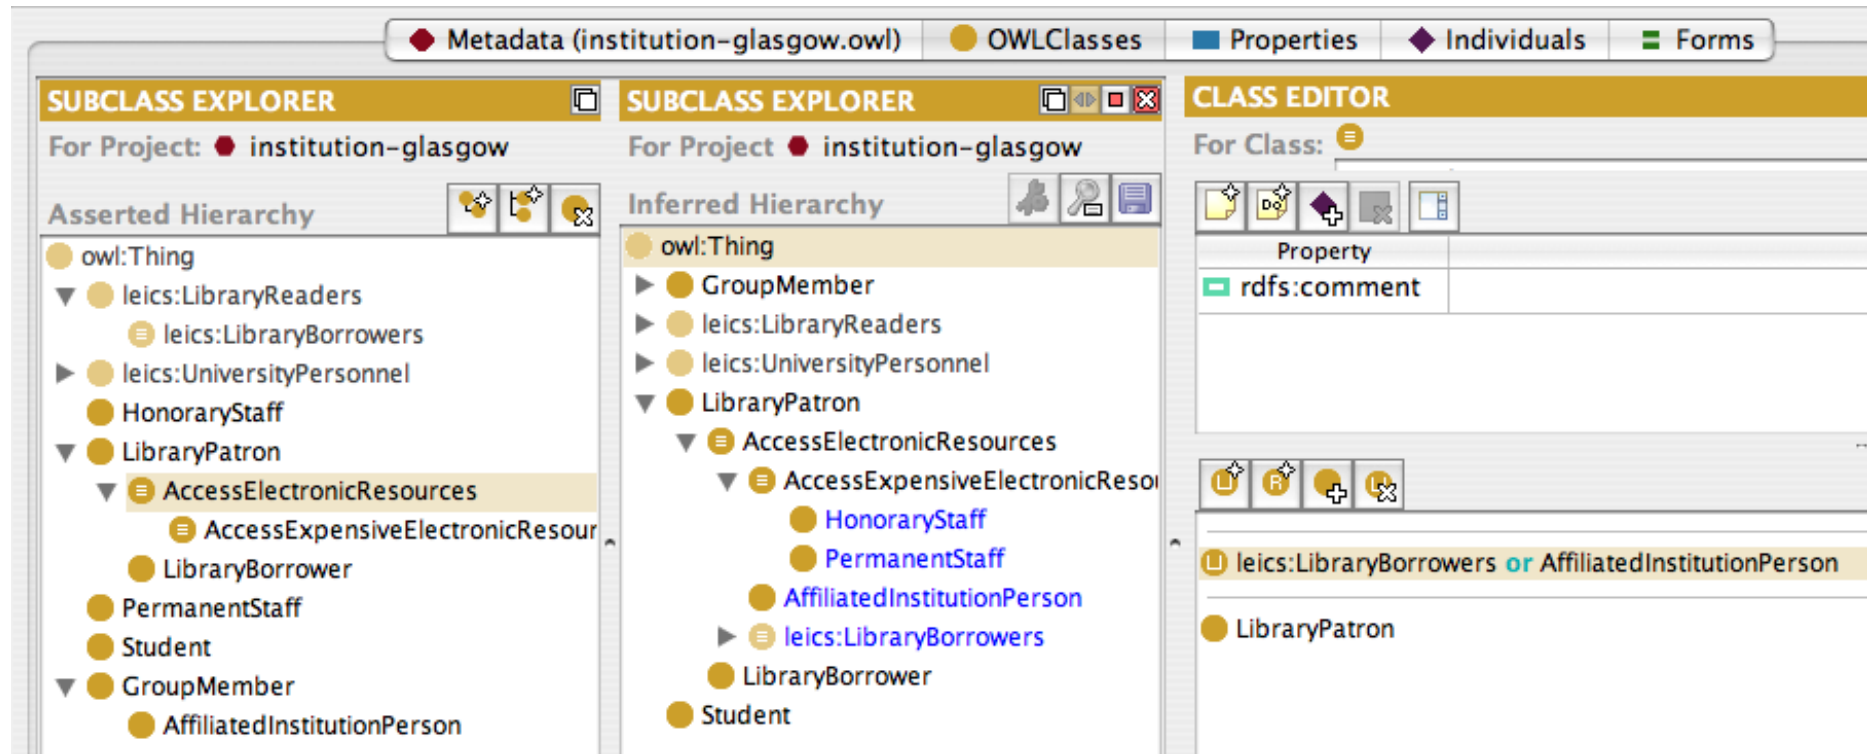 Metadata (institution-glasgow.owl) OWLClasses Properties Individuals Forms
SUBCLASS EXPLORER
For Project: institution-glasgow
Asserted Hierarchy
owl:Thing
leics:LibraryReaders
leics:LibraryBorrowers
leics:UniversityPersonnel
HonoraryStaff
LibraryPatron
AccessElectronicResources
AccessExpensiveElectronicResour
LibraryBorrower
PermanentStaff
Student
GroupMember
AffiliatedInstitutionPerson
SUBCLASS EXPLORER
For Project institution-glasgow
Inferred Hierarchy
owl:Thing
GroupMember
leics:LibraryReaders
leics:UniversityPersonnel
LibraryPatron
AccessElectronicResources
AccessExpensiveElectronicResou
HonoraryStaff
PermanentStaff
AffiliatedInstitutionPerson
leics:LibraryBorrowers
LibraryBorrower
Student
CLASS EDITOR
For Class:
Property
rdfs:comment
leics:LibraryBorrowers or AffiliatedInstitutionPerson
LibraryPatron